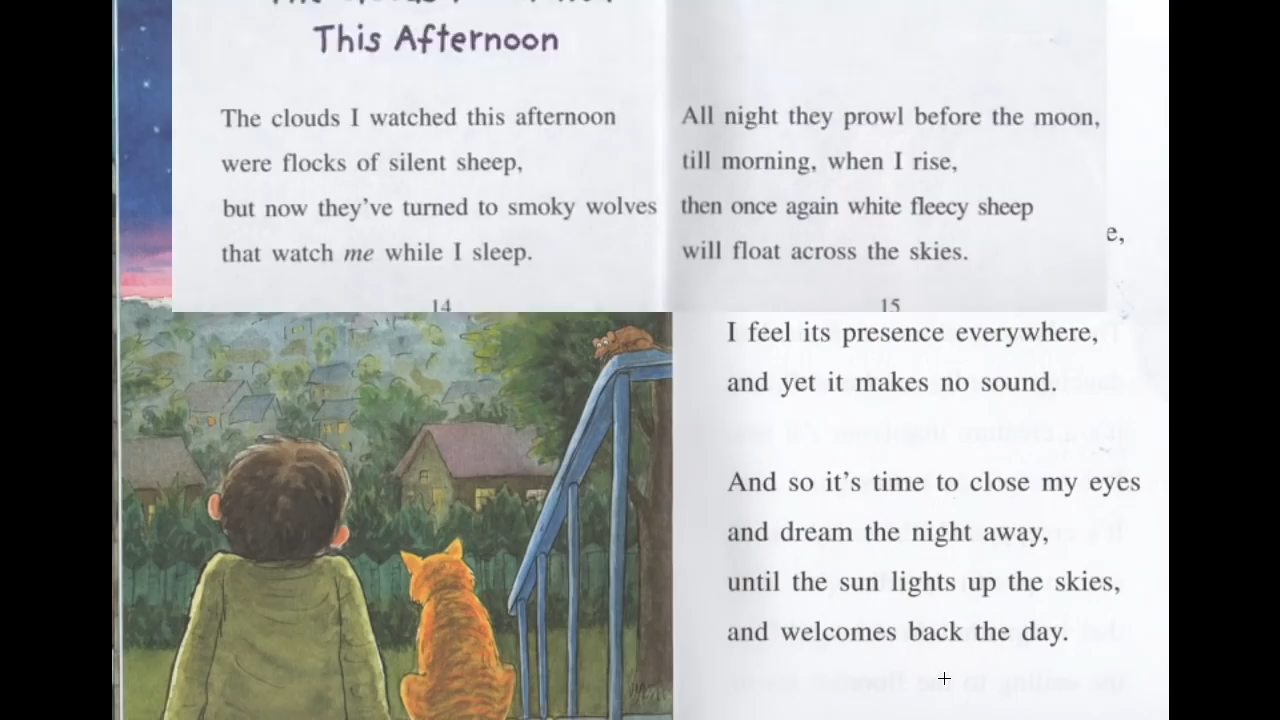 This Afternoon
The clouds I watched this afternoon
were flocks of silent sheep,
but now they've turned to smoky wolves
that watch me while I sleep.
14
All night they prowl before the moon,
till morning, when I rise,
then once again white fleecy sheep
will float across the skies.
15
e,
I feel its presence everywhere,
and yet it makes no sound.
And so it's time to close my eyes
and dream the night away,
until the sun lights up the skies,
and welcomes back the day.